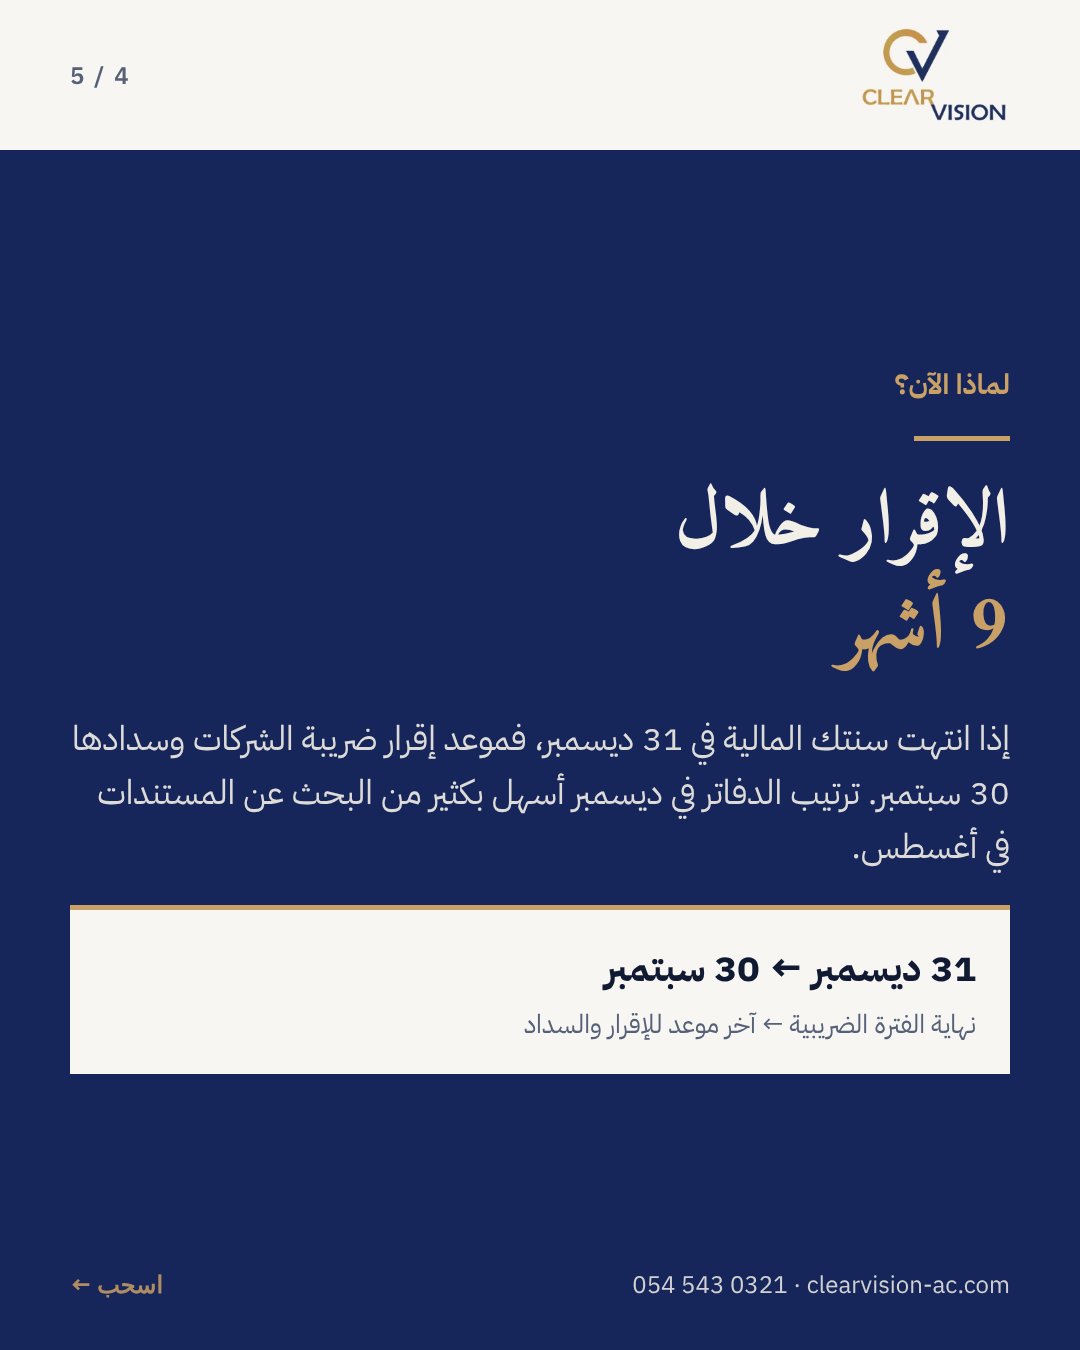 CLEAR
VISION
5 / 4
لماذا الآن؟
الإقرار خلال
9 أشهر
إذا انتهت سنتك المالية في 31 ديسمبر، فموعد إقرار ضريبة الشركات وسدادها
30 سبتمبر. ترتيب الدفاتر في ديسمبر أسهل بكثير من البحث عن المستندات
في أغسطس.
31 ديسمبر ← 30 سبتمبر
نهاية الفترة الضريبية ← آخر موعد للإقرار والسداد
054 543 0321 · clearvision-ac.com
اسحب ←